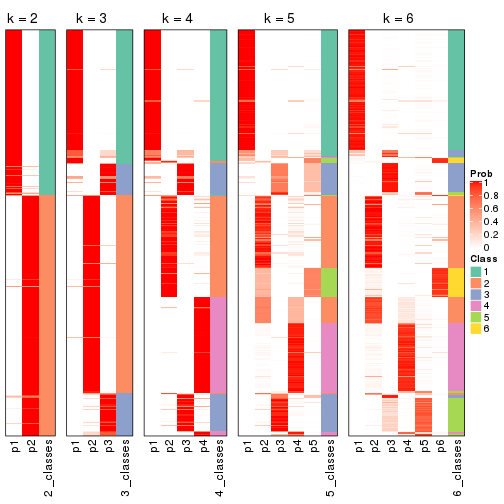 k = 2
k = 3
k = 4
k = 5
k = 6
p1
p2
2_classes
p1
p2
p3
3_classes
p1
p2
p3
p4
4_classes
p1
p2
p3
p4
p5
5_classes
p1
p2
p3
p4
p5
p6
6_classes
Prob
1
0.8
0.6
0.4
0.2
0
Class
1
2
3
4
5
6